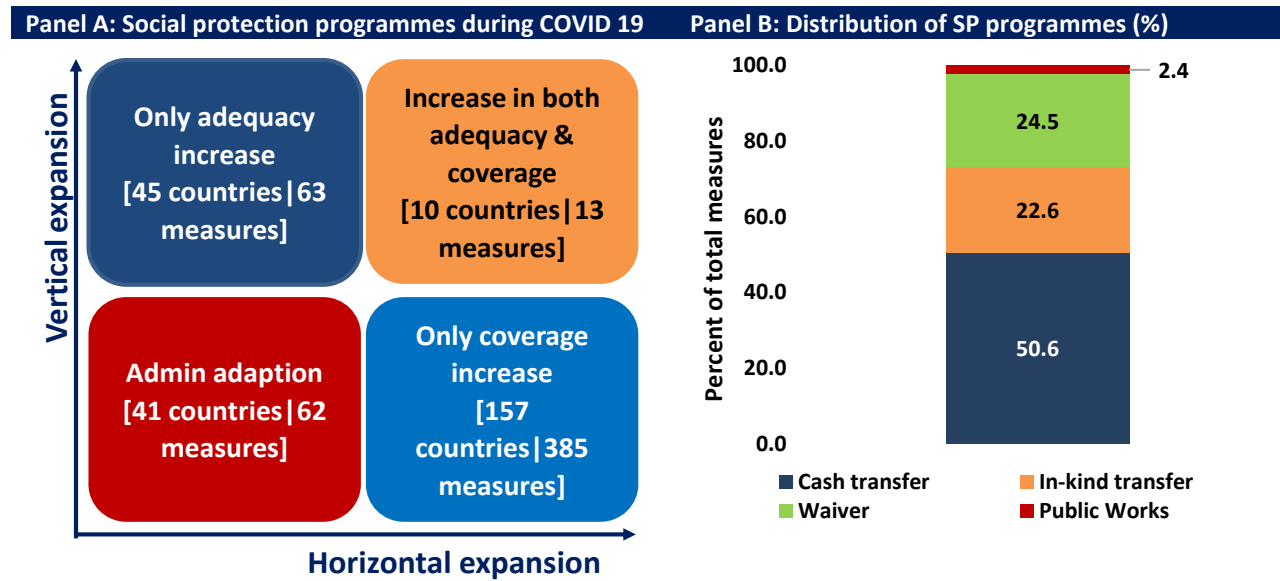 Panel A: Social protection programmes during COVID 19
Vertical expansion
Only adequacy
increase
[45 countries|63
measures]
Increase in both
adequacy &
coverage
[10 countries|13
measures]
Admin adaption
[41 countries|62
measures]
Only coverage
increase
[157
countries|385
measures]
Horizontal expansion
Panel B: Distribution of SP programmes (%)
Percent of total measures
100.0
80.0
60.0
40.0
20.0
0.0
2.4
24.5
22.6
50.6
Cash transfer
In-kind transfer
Waiver
Public Works